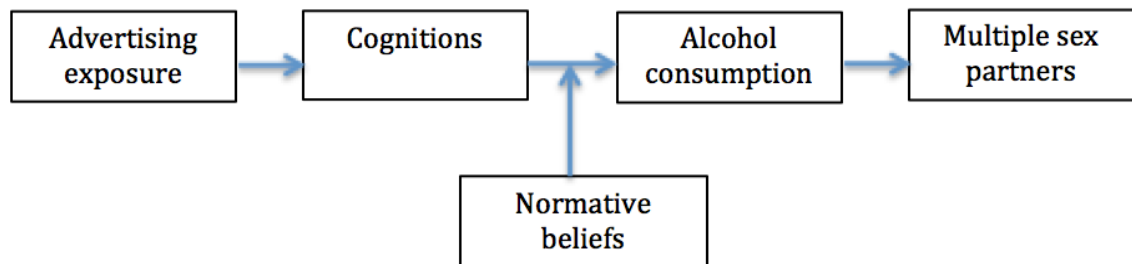 Advertising
exposure
Cognitions
Alcohol
consumption
Multiple sex
partners
Normative
beliefs